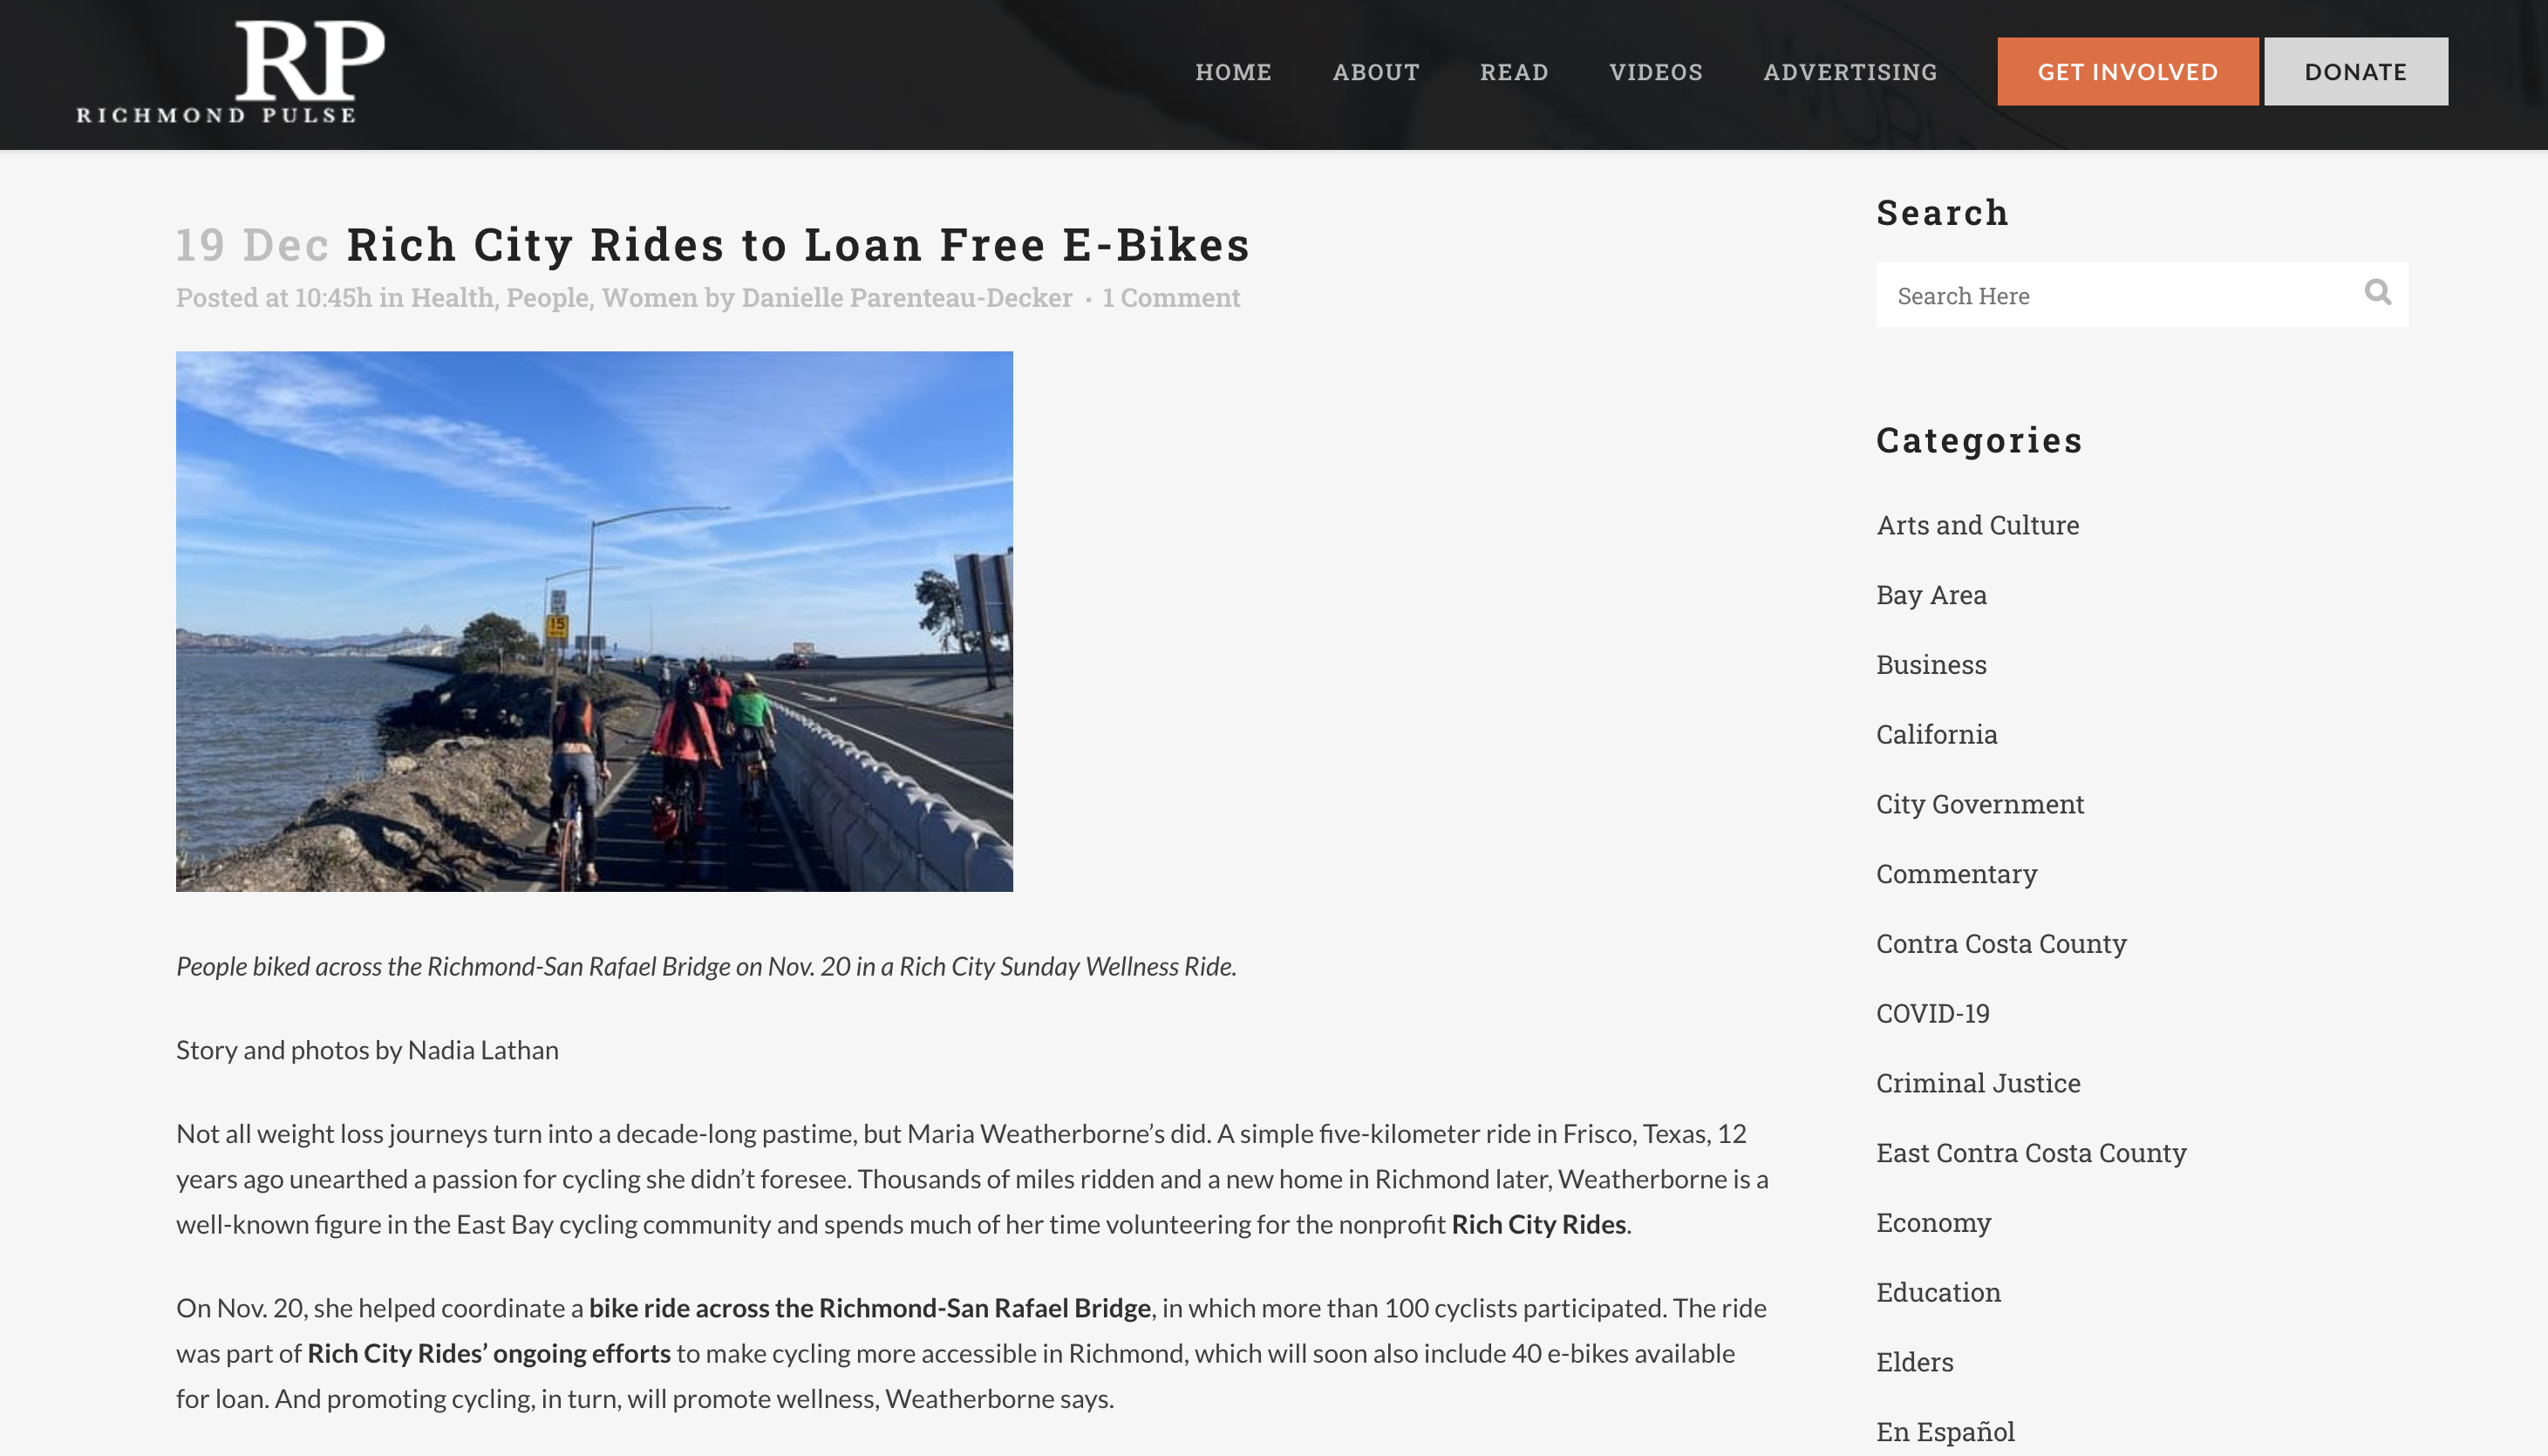 RP
RICHMOND PULSE
HOME
ABOUT
READ
VIDEOS
ADVERTISING
GET INVOLVED
DONATE
19 Dec Rich City Rides to Loan Free E-Bikes
Posted at 10:45h in Health, People, Women by Danielle Parenteau-Decker · 1 Comment
15
People biked across the Richmond-San Rafael Bridge on Nov. 20 in a Rich City Sunday Wellness Ride.
Story and photos by Nadia Lathan
Not all weight loss journeys turn into a decade-long pastime, but Maria Weatherborne’s did. A simple five-kilometer ride in Frisco, Texas, 12
years ago unearthed a passion for cycling she didn’t foresee. Thousands of miles ridden and a new home in Richmond later, Weatherborne is a
well-known figure in the East Bay cycling community and spends much of her time volunteering for the nonprofit Rich City Rides.
On Nov. 20, she helped coordinate a bike ride across the Richmond-San Rafael Bridge, in which more than 100 cyclists participated. The ride
was part of Rich City Rides’ ongoing efforts to make cycling more accessible in Richmond, which will soon also include 40 e-bikes available
for loan. And promoting cycling, in turn, will promote wellness, Weatherborne says.
Search
Search Here
Categories
Arts and Culture
Bay Area
Business
California
City Government
Commentary
Contra Costa County
COVID-19
Criminal Justice
East Contra Costa County
Economy
Education
Elders
En Español